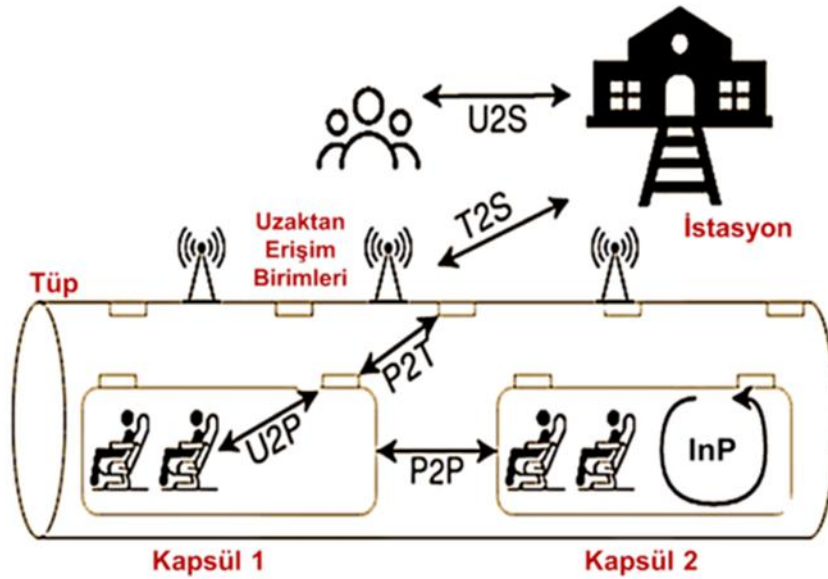 U2S
T2S
Uzaktan
Erişim
Birimleri
İstasyon
Tüp
P2T
U2P
P2P
InP
Kapsül 1
Kapsül 2